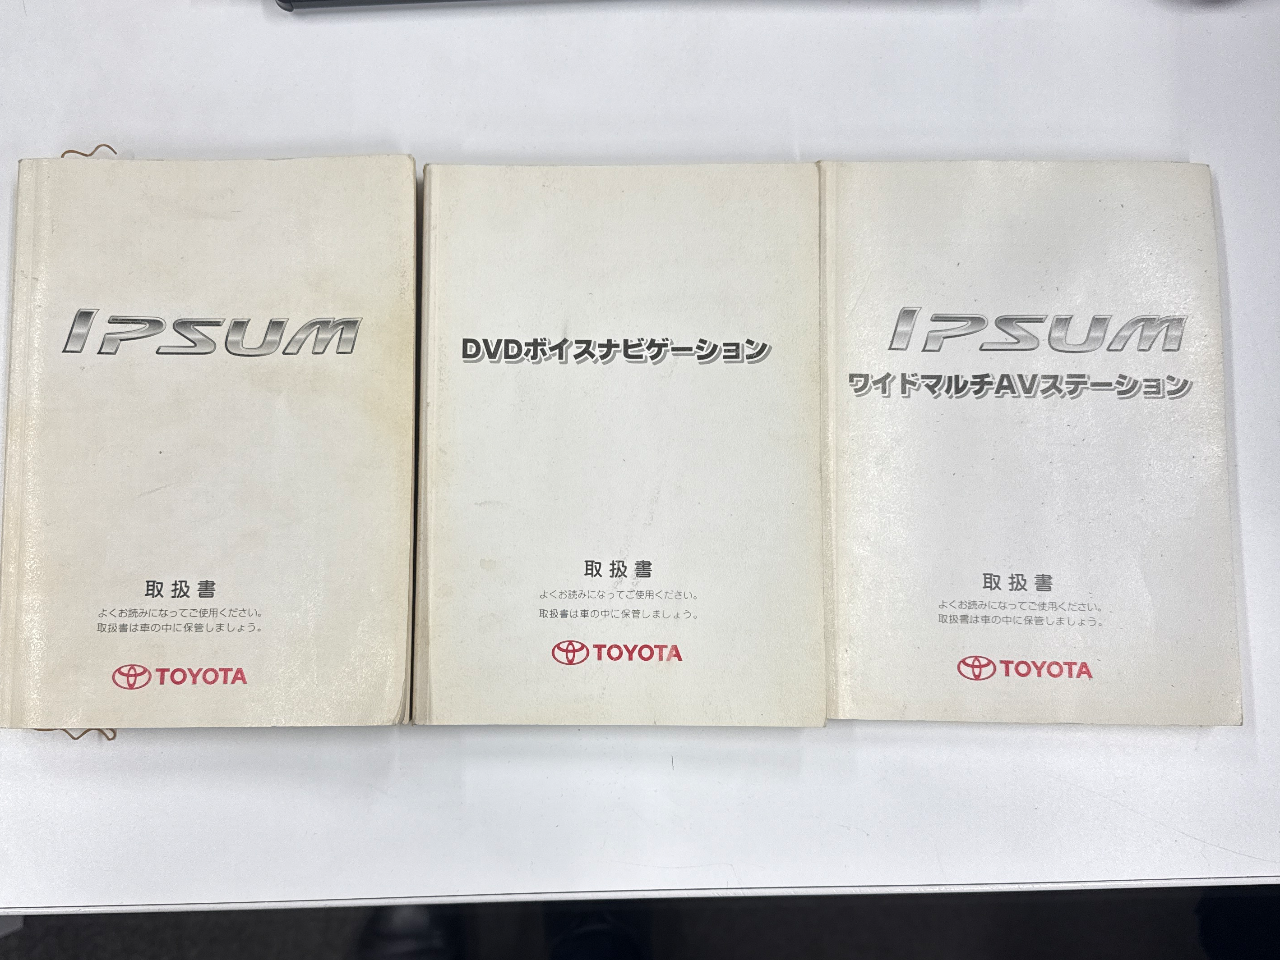 IPSUM
取扱書
よくお読みになってご使用ください。
取扱書は車の中に保管しましょう。
TOYOTA
DVDボイスナビゲーション
取扱書
よくお読みになってご使用ください。
取扱書は車の中に保管しましょう。
TOYOTA
IPSUM
ワイドマルチAVステーション
取扱書
よくお読みになってご使用ください。
取扱書は車の中に保管しましょう。
TOYOTA